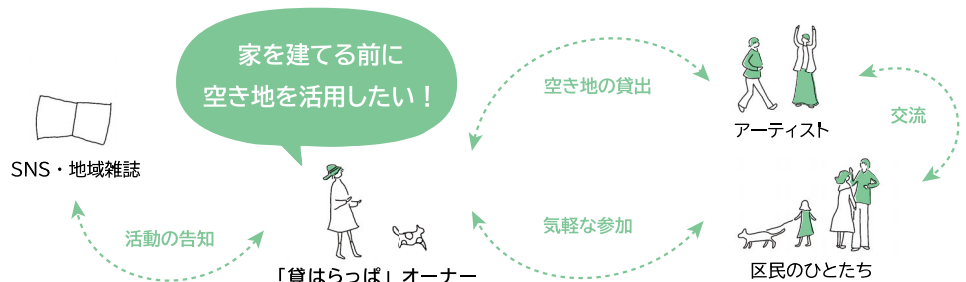 家を建てる前に
空き地を活用したい！
空き地の貸出
アーティスト
交流
SNS・地域雑誌
活動の告知
気軽な参加
「貸はらっぱ」オーナー
区民のひとたち